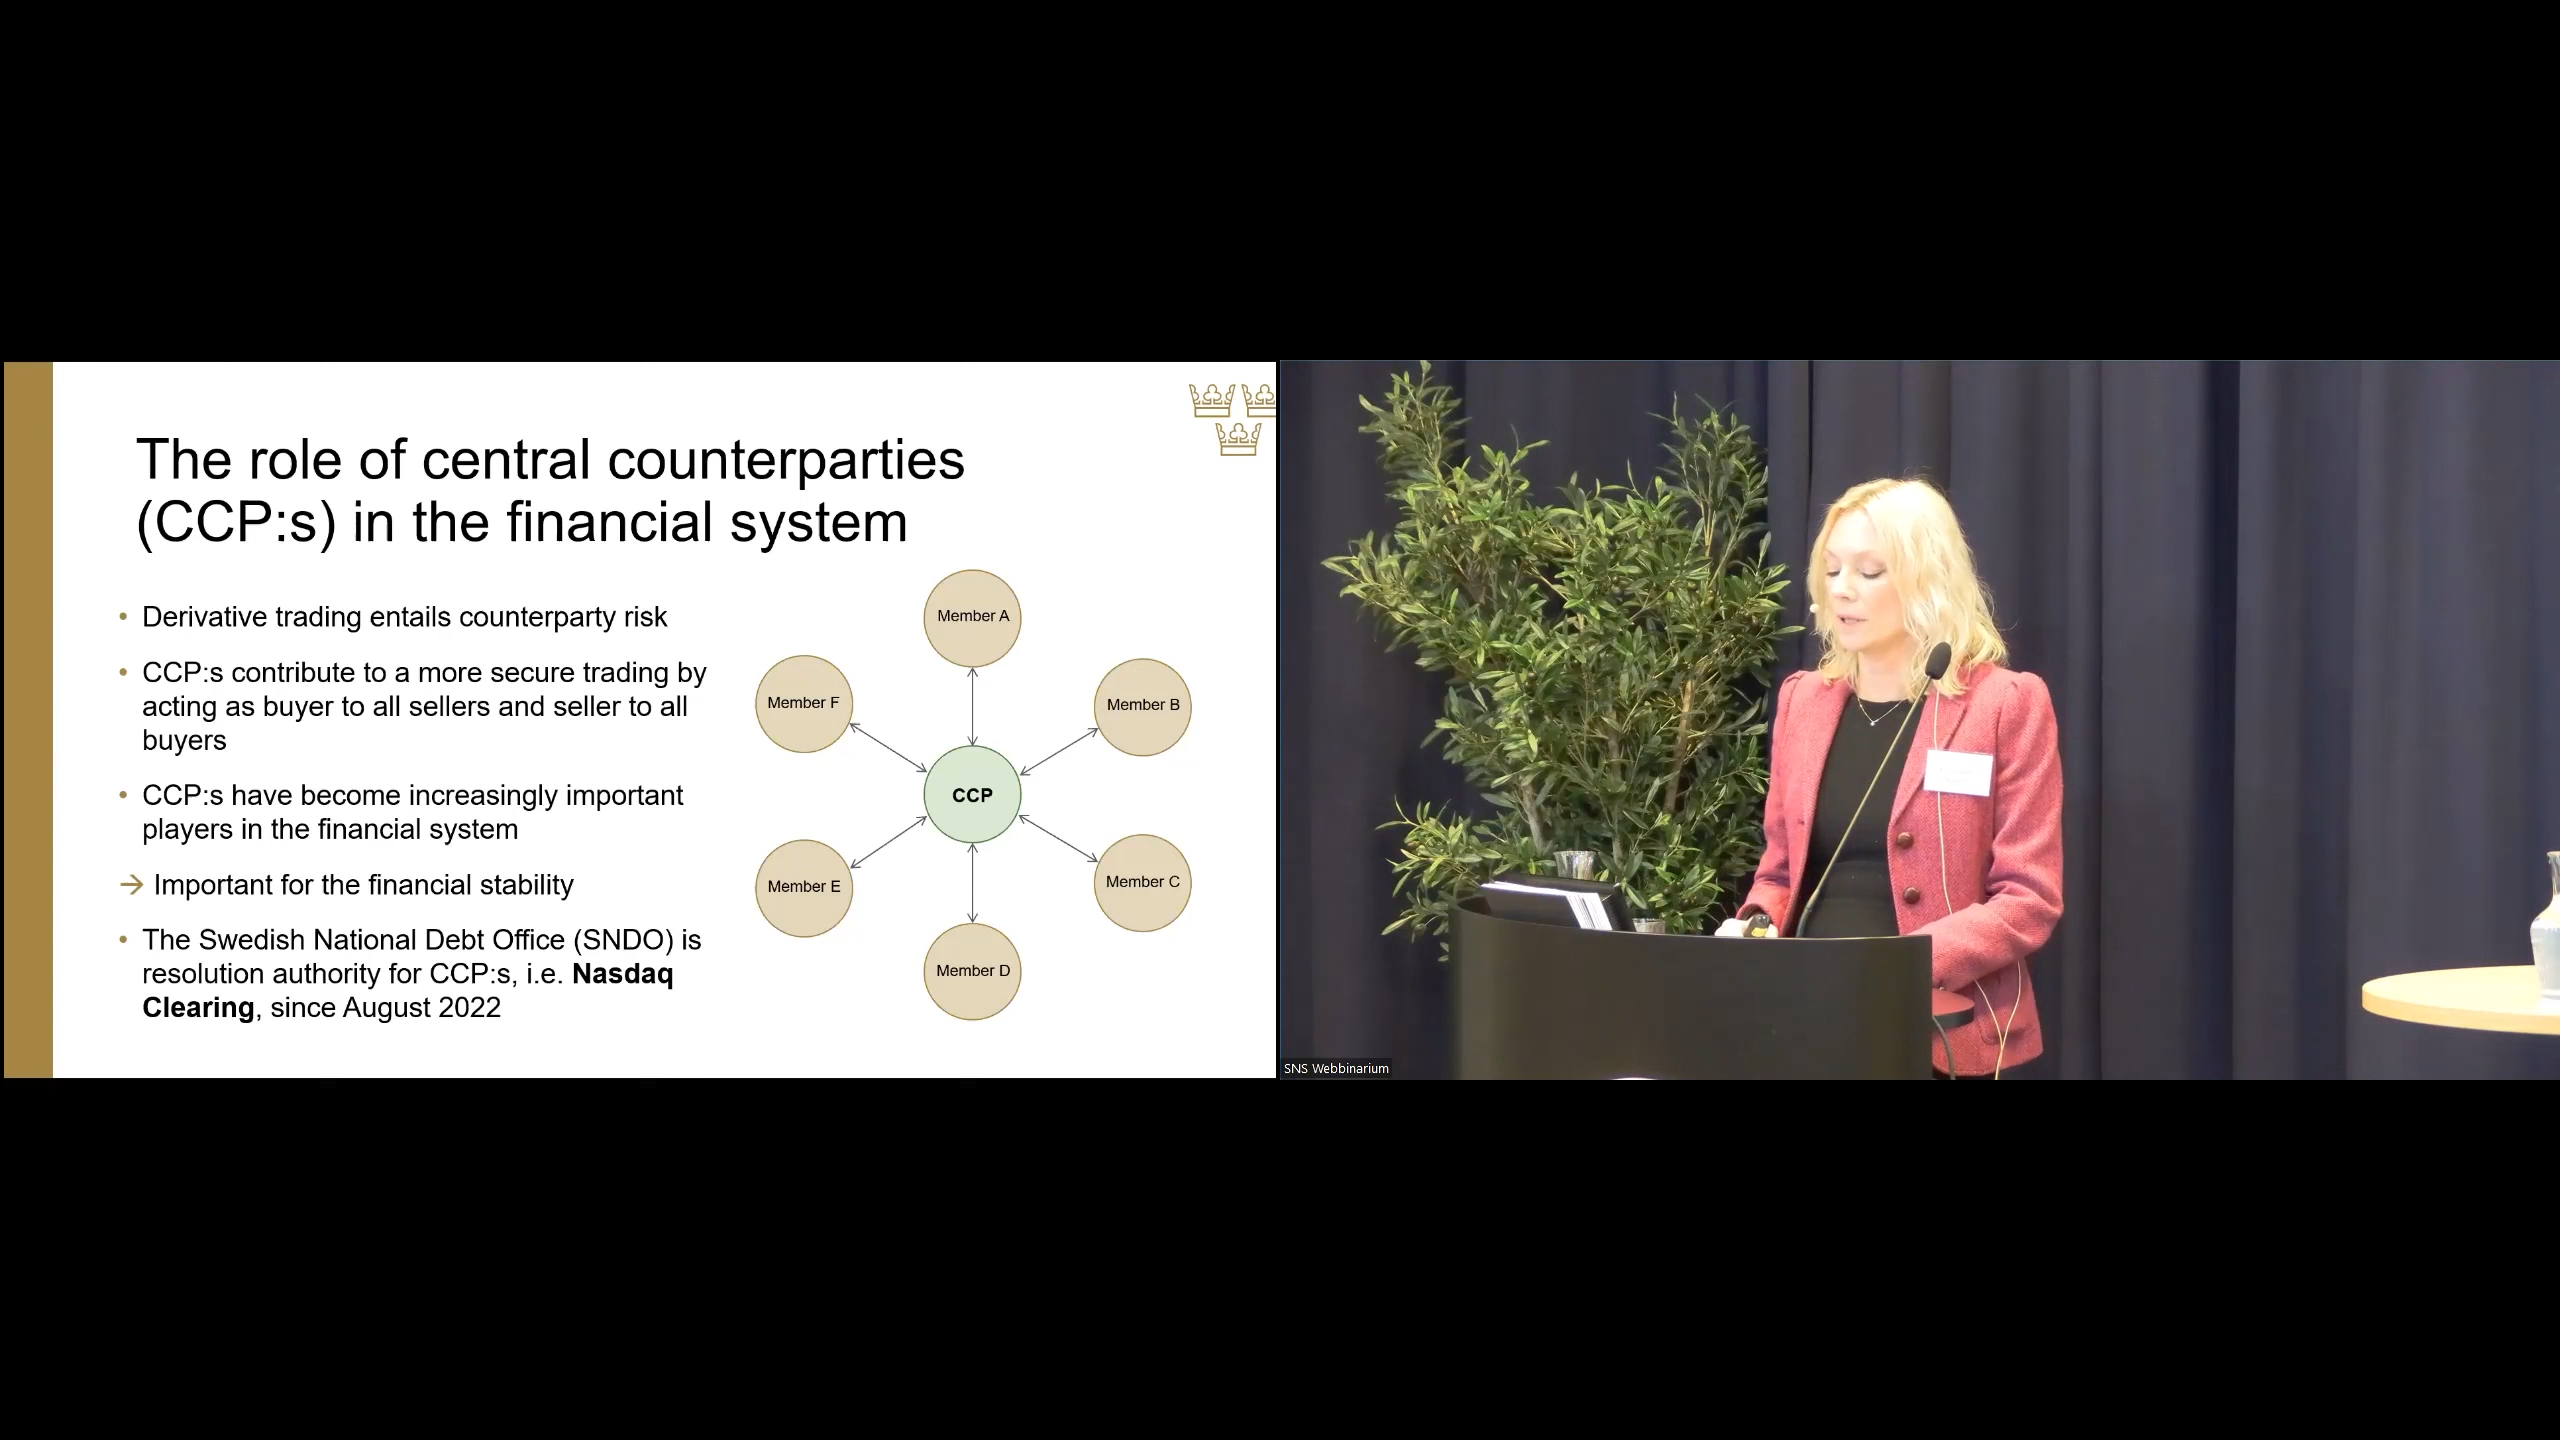 The role of central counterparties
(CCP:s) in the financial system
• Derivative trading entails counterparty risk
• CCP:s contribute to a more secure trading by
acting as buyer to all sellers and seller to all
buyers
• CCP:s have become increasingly important
players in the financial system
→ Important for the financial stability
• The Swedish National Debt Office (SNDO) is
resolution authority for CCP:s, i.e. Nasdaq
Clearing, since August 2022
Member A
Member F
Member B
CCP
Member E
Member C
Member D
SNS Webbinarium